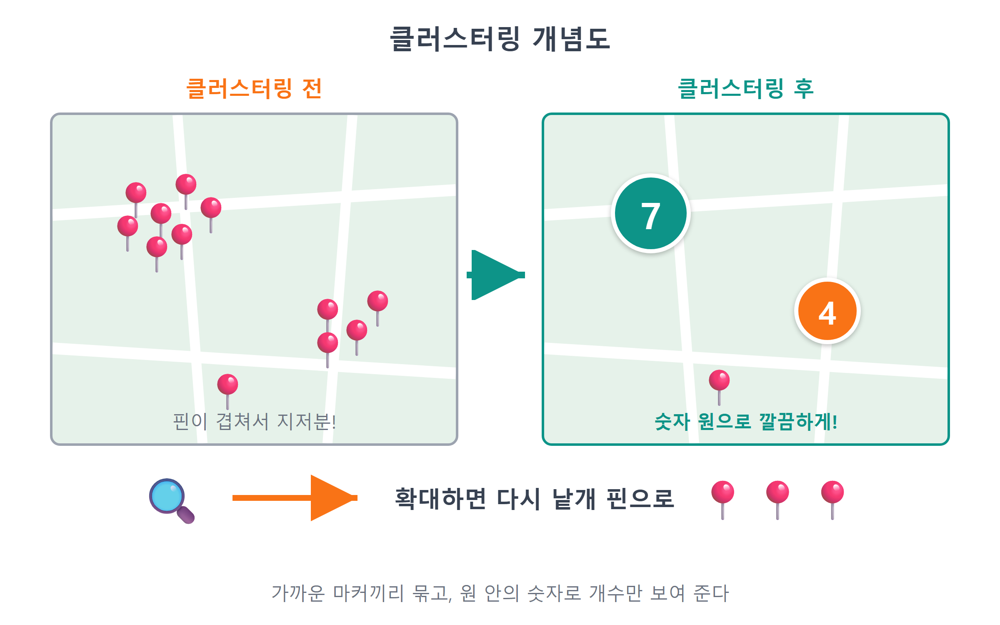 클러스터링 개념도
클러스터링 전
클러스터링 후
7
4
핀이 겹쳐서 지저분!
숫자 원으로 깔끔하게!
확대하면 다시 낱개 핀으로
가까운 마커끼리 묶고, 원 안의 숫자로 개수만 보여 준다